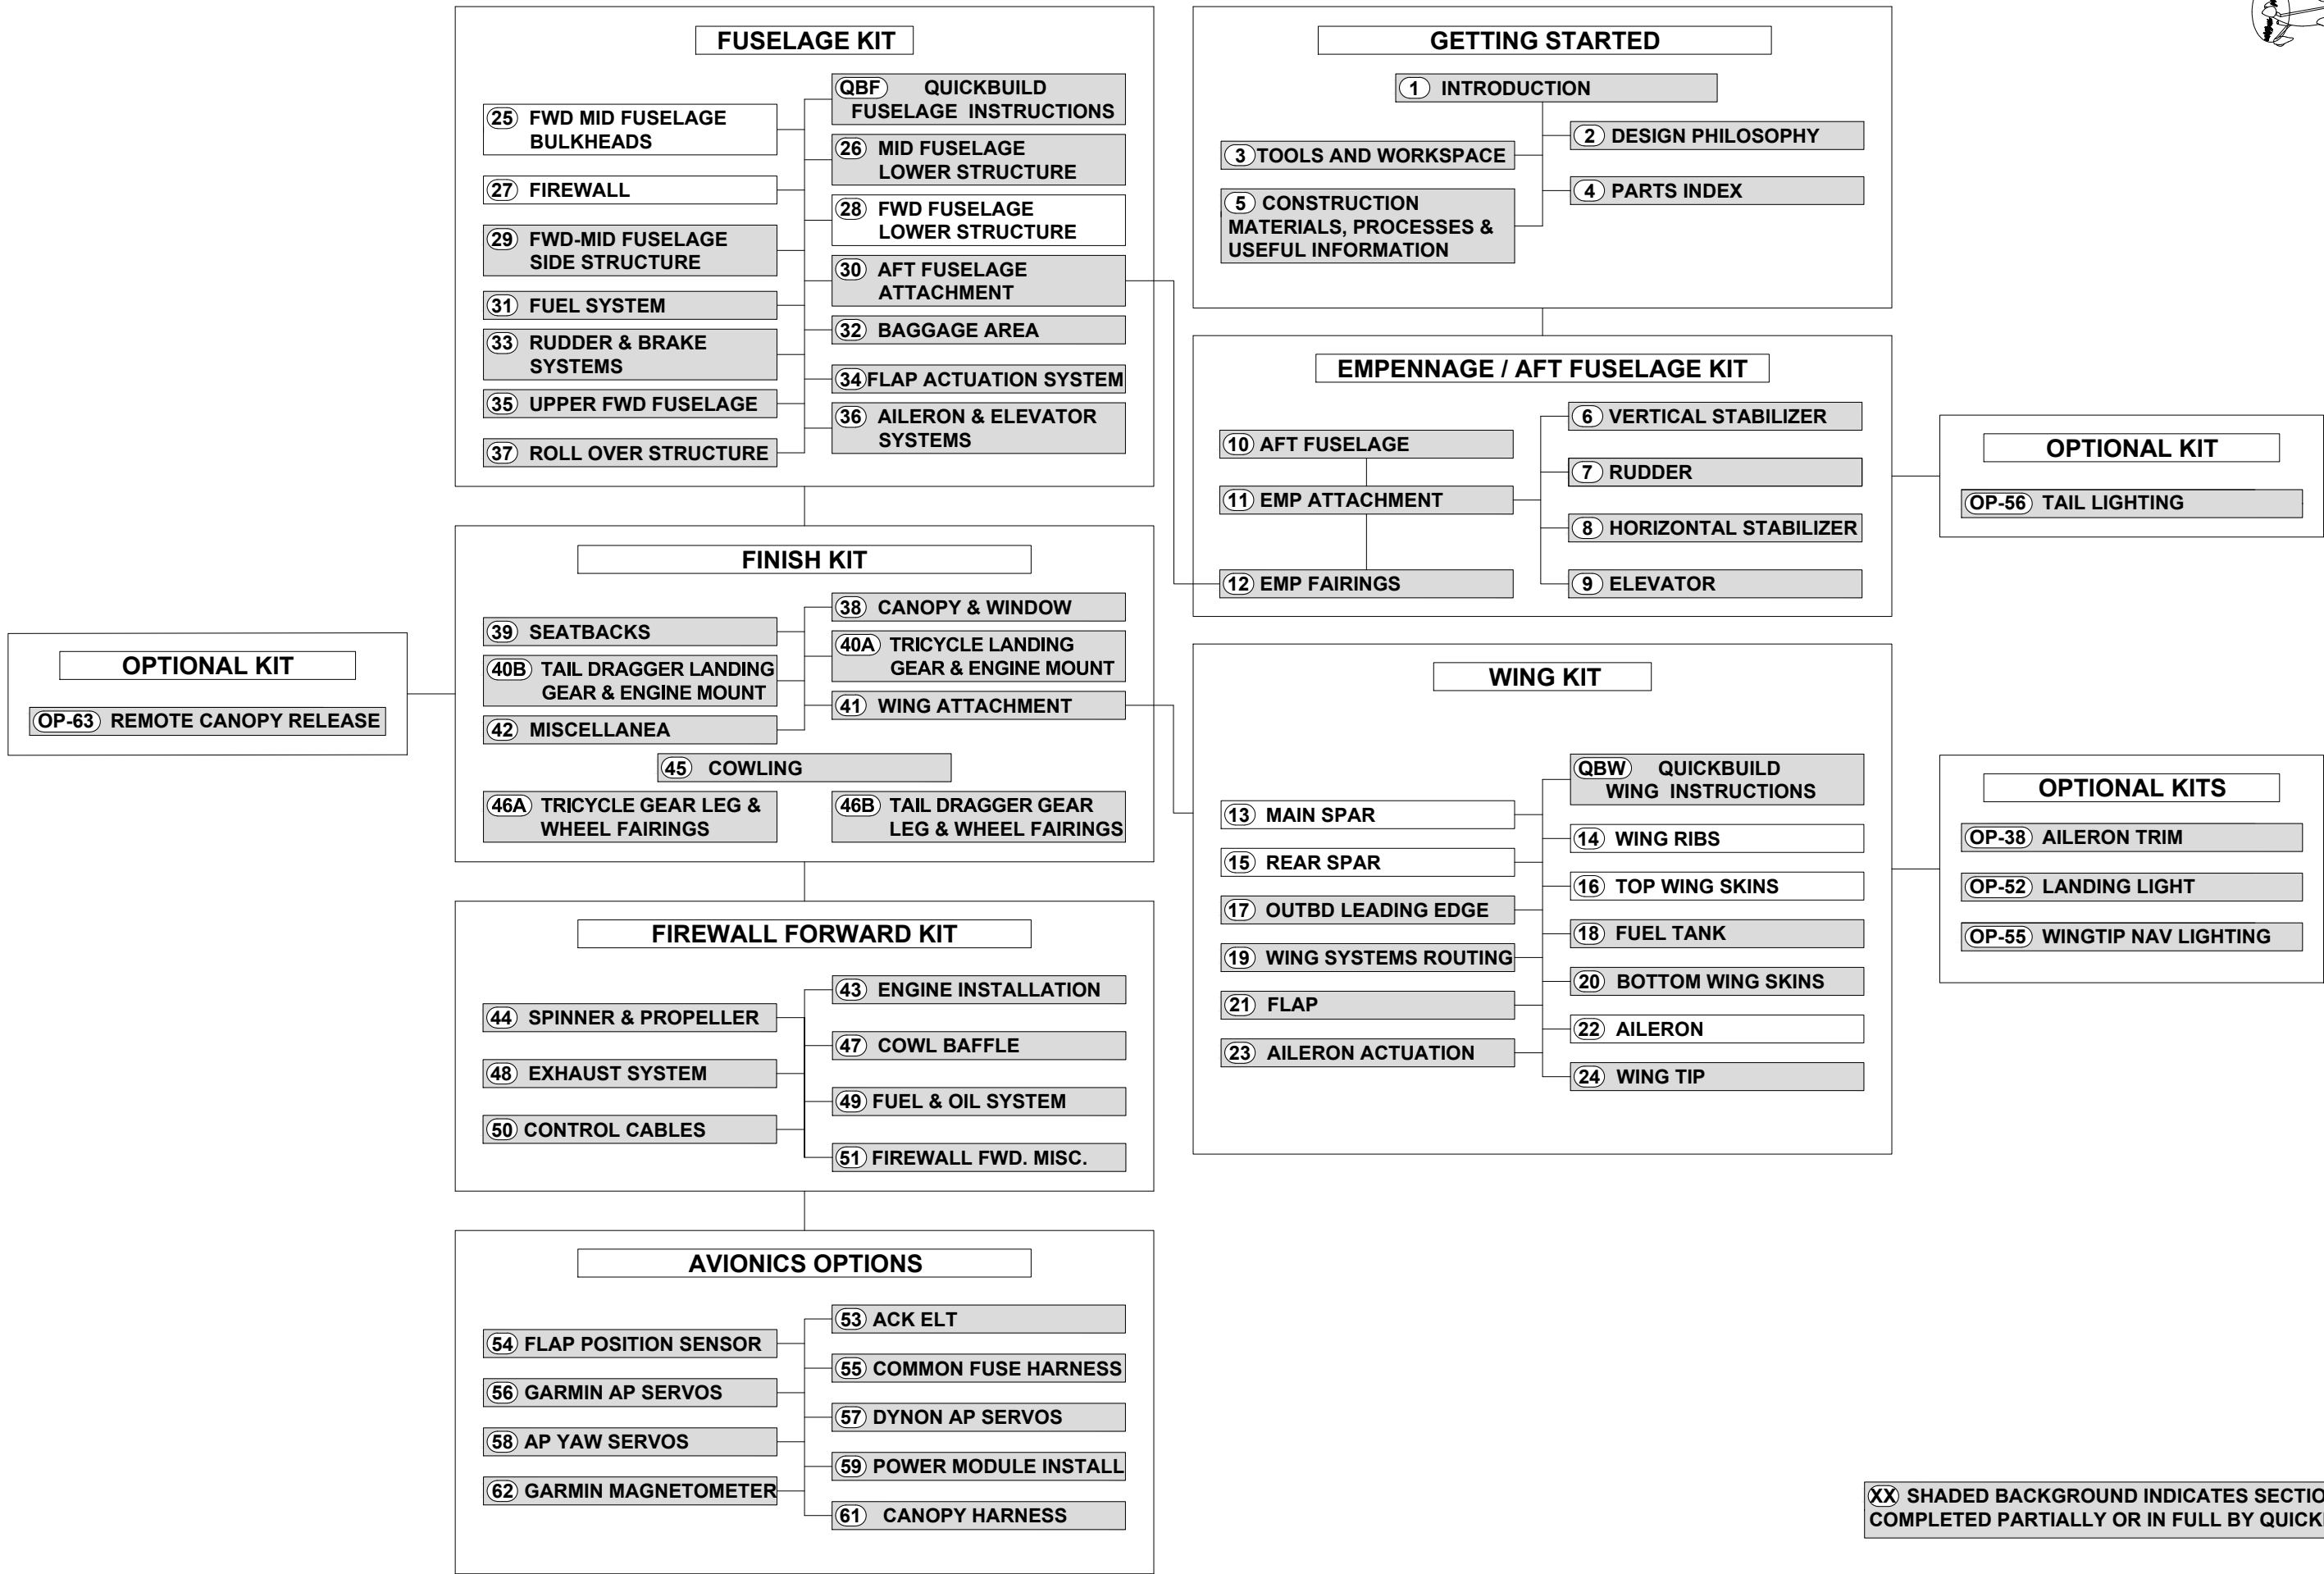 FUSELAGE KIT
QBF QUICKBUILD
FUSELAGE INSTRUCTIONS
25 FWD MID FUSELAGE
BULKHEADS
26 MID FUSELAGE
LOWER STRUCTURE
27 FIREWALL
28 FWD FUSELAGE
LOWER STRUCTURE
29 FWD-MID FUSELAGE
SIDE STRUCTURE
30 AFT FUSELAGE
ATTACHMENT
31 FUEL SYSTEM
32 BAGGAGE AREA
33 RUDDER & BRAKE
SYSTEMS
34 FLAP ACTUATION SYSTEM
35 UPPER FWD FUSELAGE
36 AILERON & ELEVATOR
SYSTEMS
37 ROLL OVER STRUCTURE
GETTING STARTED
1 INTRODUCTION
2 DESIGN PHILOSOPHY
3 TOOLS AND WORKSPACE
4 PARTS INDEX
5 CONSTRUCTION
MATERIALS, PROCESSES &
USEFUL INFORMATION
EMPENNAGE / AFT FUSELAGE KIT
6 VERTICAL STABILIZER
10 AFT FUSELAGE
7 RUDDER
11 EMP ATTACHMENT
8 HORIZONTAL STABILIZER
12 EMP FAIRINGS
9 ELEVATOR
OPTIONAL KIT
OP-56 TAIL LIGHTING
FINISH KIT
38 CANOPY & WINDOW
39 SEATBACKS
40A TRICYCLE LANDING
GEAR & ENGINE MOUNT
40B TAIL DRAGGER LANDING
GEAR & ENGINE MOUNT
41 WING ATTACHMENT
42 MISCELLANEA
45 COWLING
46A TRICYCLE GEAR LEG &
WHEEL FAIRINGS
46B TAIL DRAGGER GEAR
LEG & WHEEL FAIRINGS
OPTIONAL KIT
OP-63 REMOTE CANOPY RELEASE
WING KIT
QBW QUICKBUILD
WING INSTRUCTIONS
13 MAIN SPAR
14 WING RIBS
15 REAR SPAR
16 TOP WING SKINS
17 OUTBD LEADING EDGE
18 FUEL TANK
19 WING SYSTEMS ROUTING
20 BOTTOM WING SKINS
21 FLAP
22 AILERON
23 AILERON ACTUATION
24 WING TIP
OPTIONAL KITS
OP-38 AILERON TRIM
OP-52 LANDING LIGHT
OP-55 WINGTIP NAV LIGHTING
FIREWALL FORWARD KIT
43 ENGINE INSTALLATION
44 SPINNER & PROPELLER
47 COWL BAFFLE
48 EXHAUST SYSTEM
49 FUEL & OIL SYSTEM
50 CONTROL CABLES
51 FIREWALL FWD. MISC.
AVIONICS OPTIONS
53 ACK ELT
54 FLAP POSITION SENSOR
55 COMMON FUSE HARNESS
56 GARMIN AP SERVOS
57 DYNON AP SERVOS
58 AP YAW SERVOS
59 POWER MODULE INSTALL
62 GARMIN MAGNETOMETER
61 CANOPY HARNESS
XX SHADED BACKGROUND INDICATES
COMPLETED PARTIALLY OR IN FULL BY